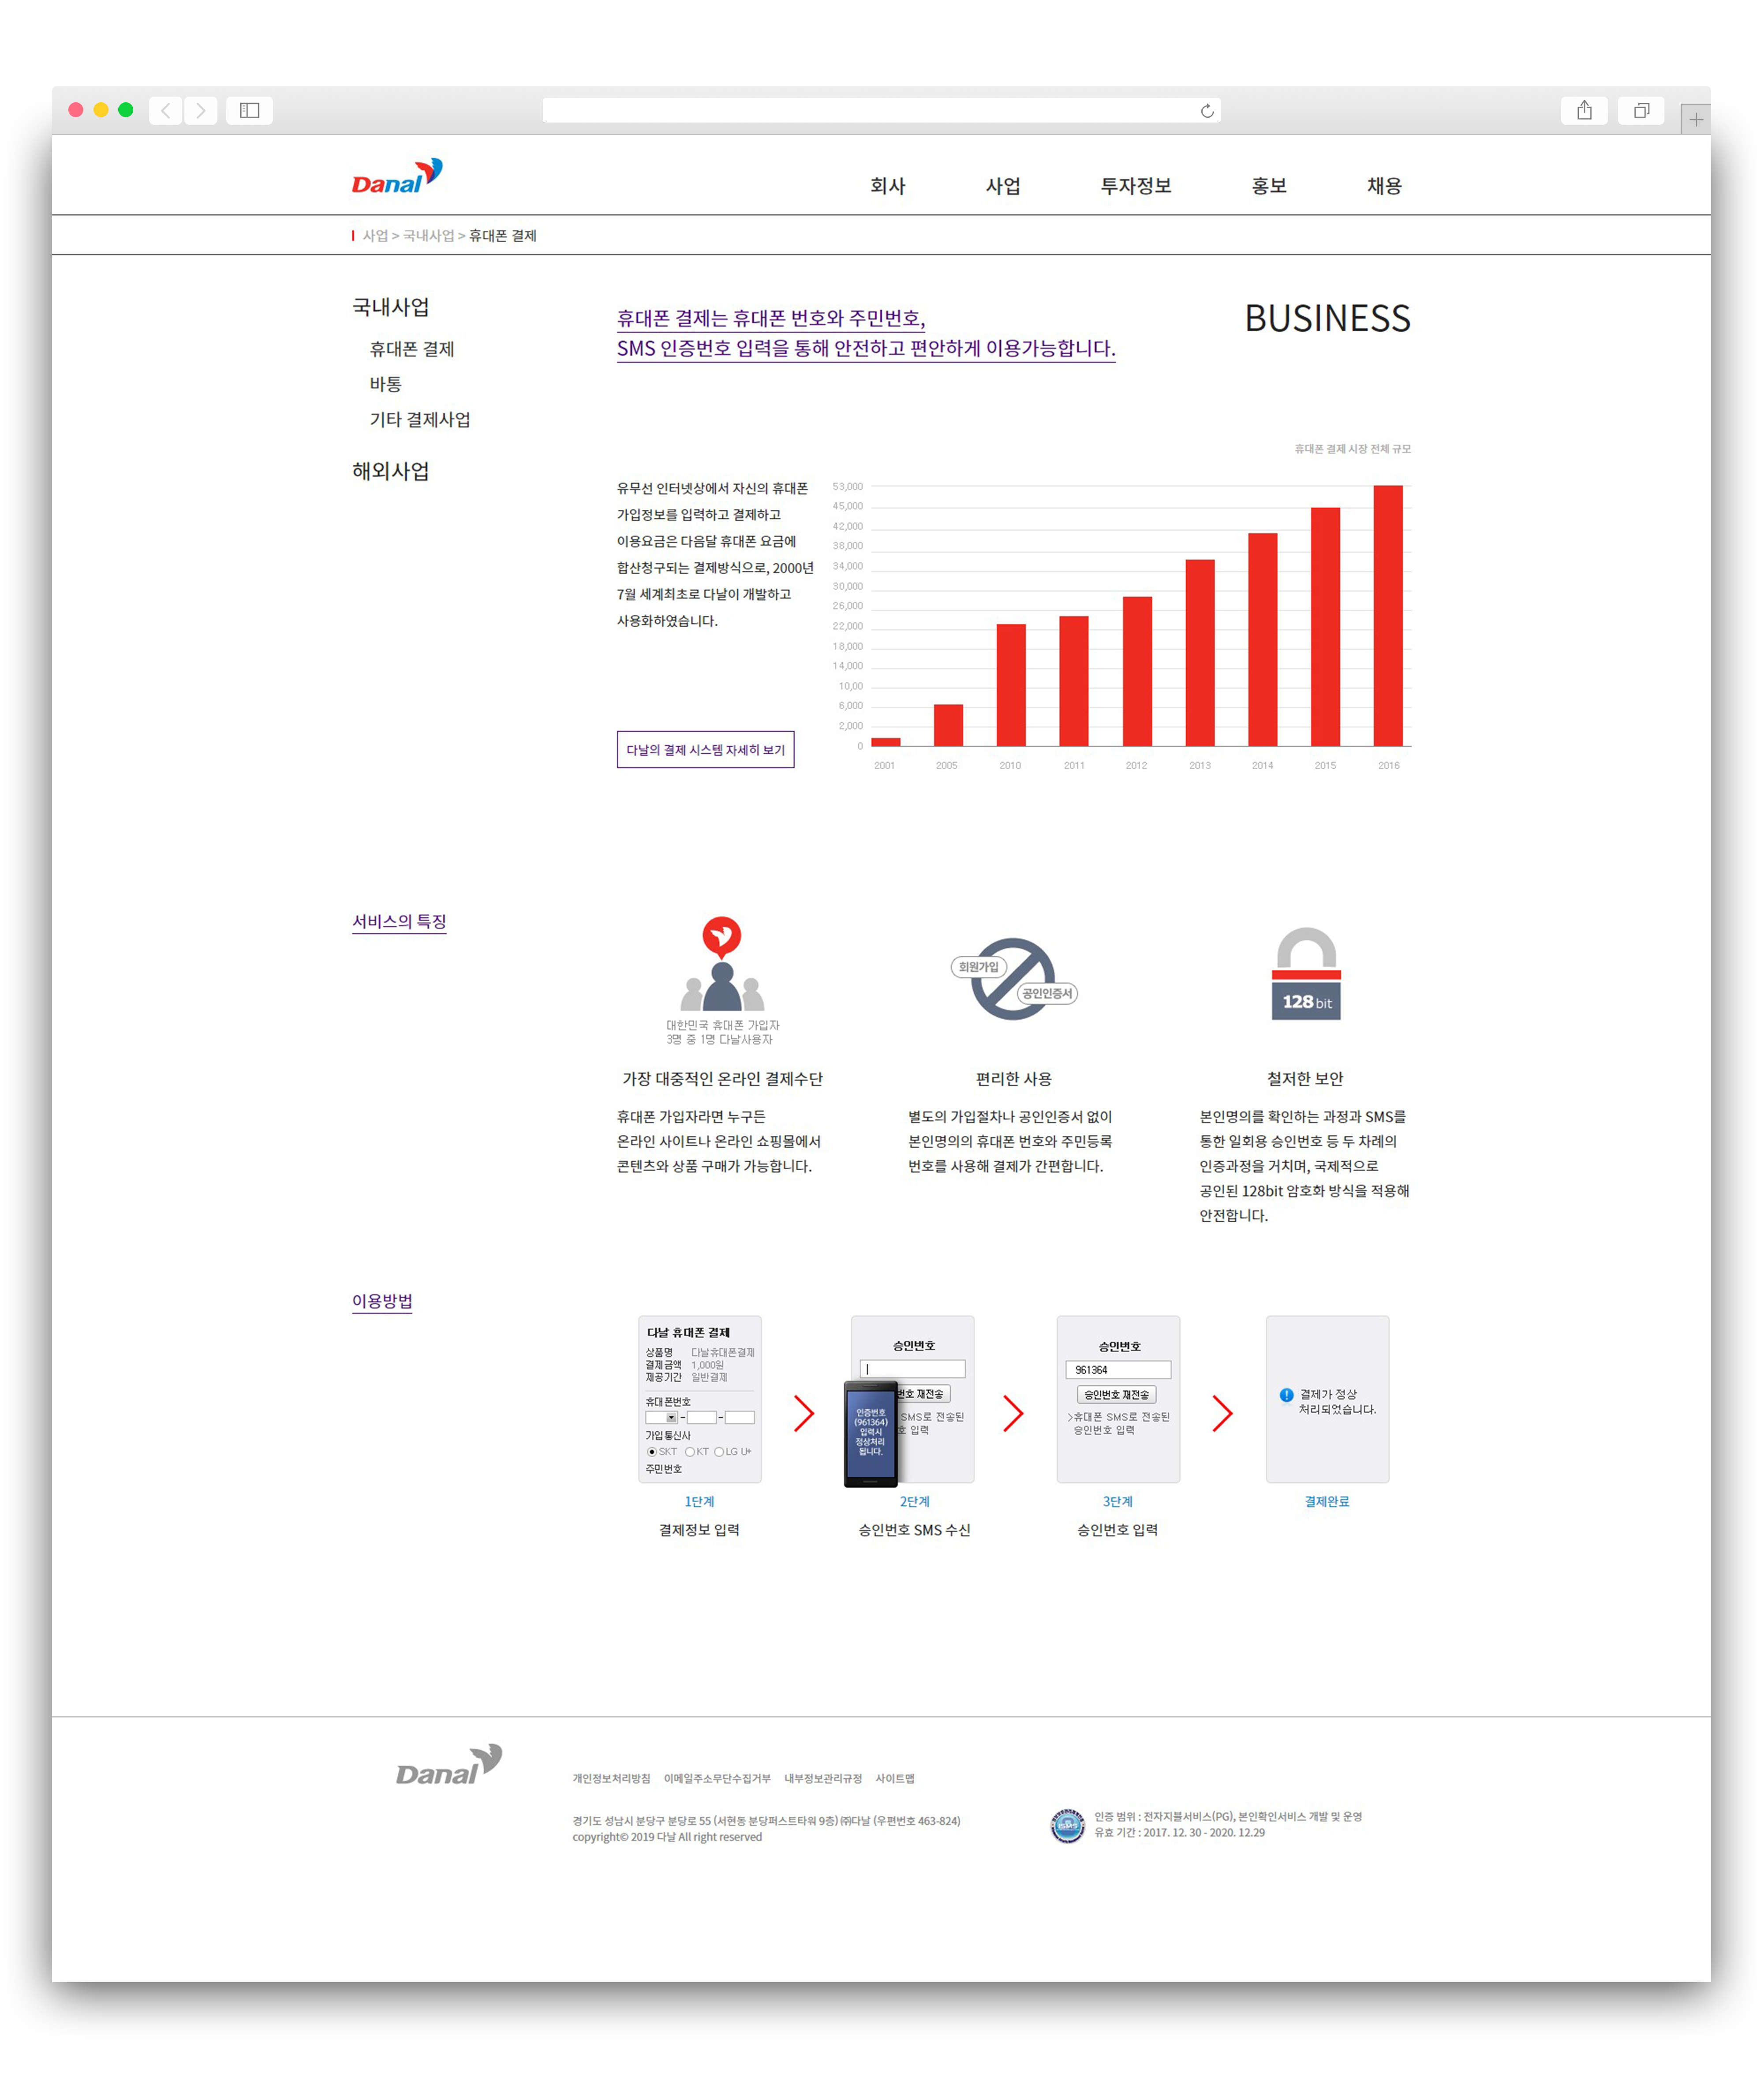 Danal
회사 사업 투자정보 홍보 채용
사업 > 국내사업 > 휴대폰 결제
국내사업
휴대폰 결제
바통
기타 결제사업
해외사업
휴대폰 결제는 휴대폰 번호와 주민번호,
SMS 인증번호 입력을 통해 안전하고 편안하게 이용가능합니다.
BUSINESS
유무선 인터넷상에서 자신의 휴대폰
가입정보를 입력하고 결제하고
이용요금은 다음달 휴대폰 요금에
합산청구되는 결제방식으로, 2000년
7월 세계최초로 다날이 개발하고
사용화하였습니다.
다날의 결제 시스템 자세히 보기
휴대폰 결제 시장 전체 규모
53,000
45,000
42,000
38,000
34,000
30,000
26,000
22,000
18,000
14,000
10,00
6,000
2,000
0
2001 2005 2010 2011 2012 2013 2014 2015 2016
서비스의 특징
대한민국 휴대폰 가입자
3명 중 1명 다날사용자
가장 대중적인 온라인 결제수단
휴대폰 가입자라면 누구든
온라인 사이트나 온라인 쇼핑몰에서
콘텐츠와 상품 구매가 가능합니다.
회원가입
공인인증서
편리한 사용
별도의 가입절차나 공인인증서 없이
본인명의의 휴대폰 번호와 주민등록
번호를 사용해 결제가 간편합니다.
128 bit
철저한 보안
본인명의를 확인하는 과정과 SMS를
통한 일회용 승인번호 등 두 차례의
인증과정을 거치며, 국제적으로
공인된 128bit 암호화 방식을 적용해
안전합니다.
이용방법
다날 휴대폰 결제
상품명 다날휴대폰결제
결제금액 1,000원
제공기간 일반결제
휴대폰번호
가입통신사
SKT KT LG U+
주민번호
1단계
결제정보 입력
승인번호
번호 재전송
SMS로 전송된
호 입력
인증번호
(961364)
입력시
정상처리
됩니다.
2단계
승인번호 SMS 수신
승인번호
961364
승인번호 재전송
>휴대폰 SMS로 전송된
승인번호 입력
3단계
승인번호 입력
결제가 정상
처리되었습니다.
결제완료
Danal
개인정보처리방침 이메일주소무단수집거부 내부정보관리규정 사이트맵
경기도 성남시 분당구 분당로 55 (서현동 분당퍼스트타워 9층) ㈜다날 (우편번호 463-824)
copyright© 2019 다날 All right reserved
ISMS
인증 범위 : 전자지불서비스(PG), 본인확인서비스 개발 및 운영
유효 기간 : 2017. 12. 30 - 2020. 12.29